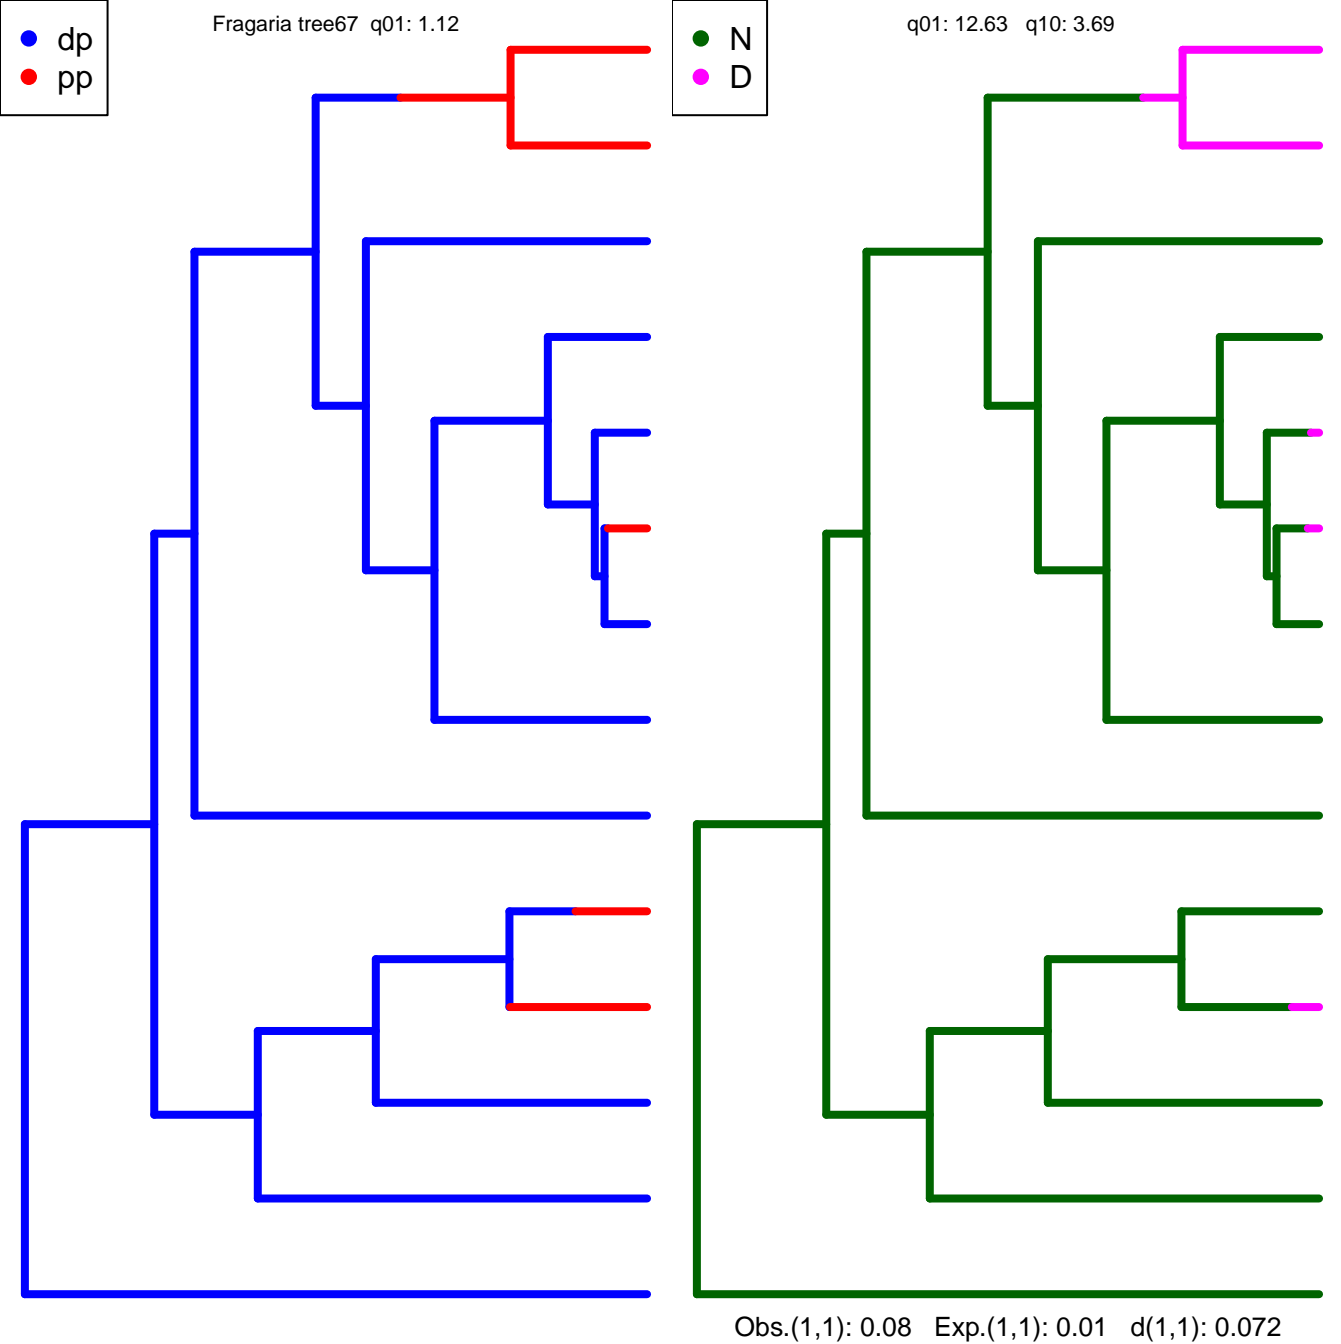 Fragaria tree67  q01: 1.12
dp
pp
q01: 12.63   q10: 3.69
N
D
Obs.(1,1): 0.08   Exp.(1,1): 0.01   d(1,1): 0.072